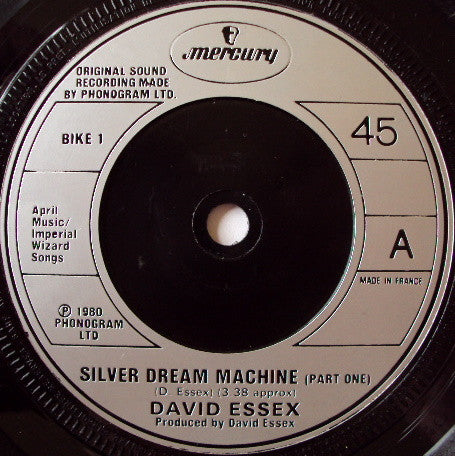 mercury
ORIGINAL SOUND
RECORDING MADE
BY PHONOGRAM LTD.
BIKE 1
45
April
Music/
Imperial
Wizard
Songs
A
MADE IN FRANCE
Ⓟ 1980
PHONOGRAM
LTD
SILVER DREAM MACHINE (PART ONE)
(D. Essex) (3 38 approx)
DAVID ESSEX
Produced by David Essex